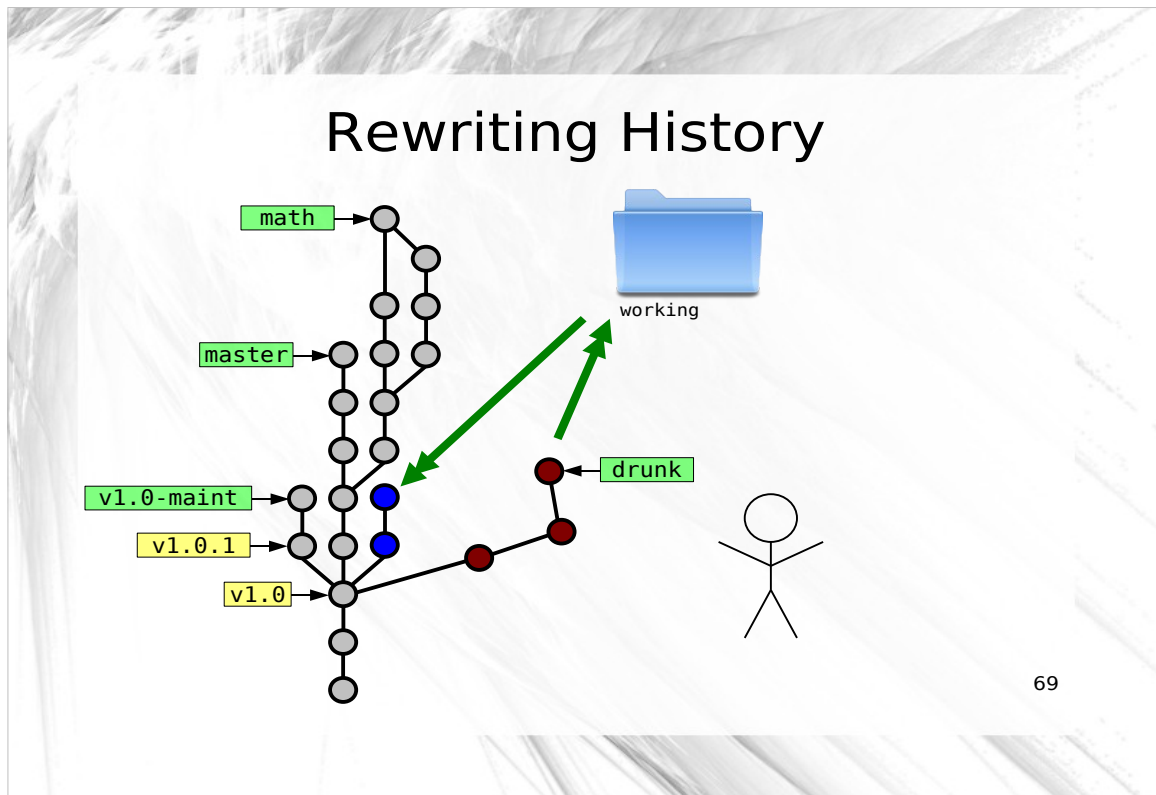 Rewriting History
math
working
master
drunk
v1.0-maint
v1.0.1
v1.0
69